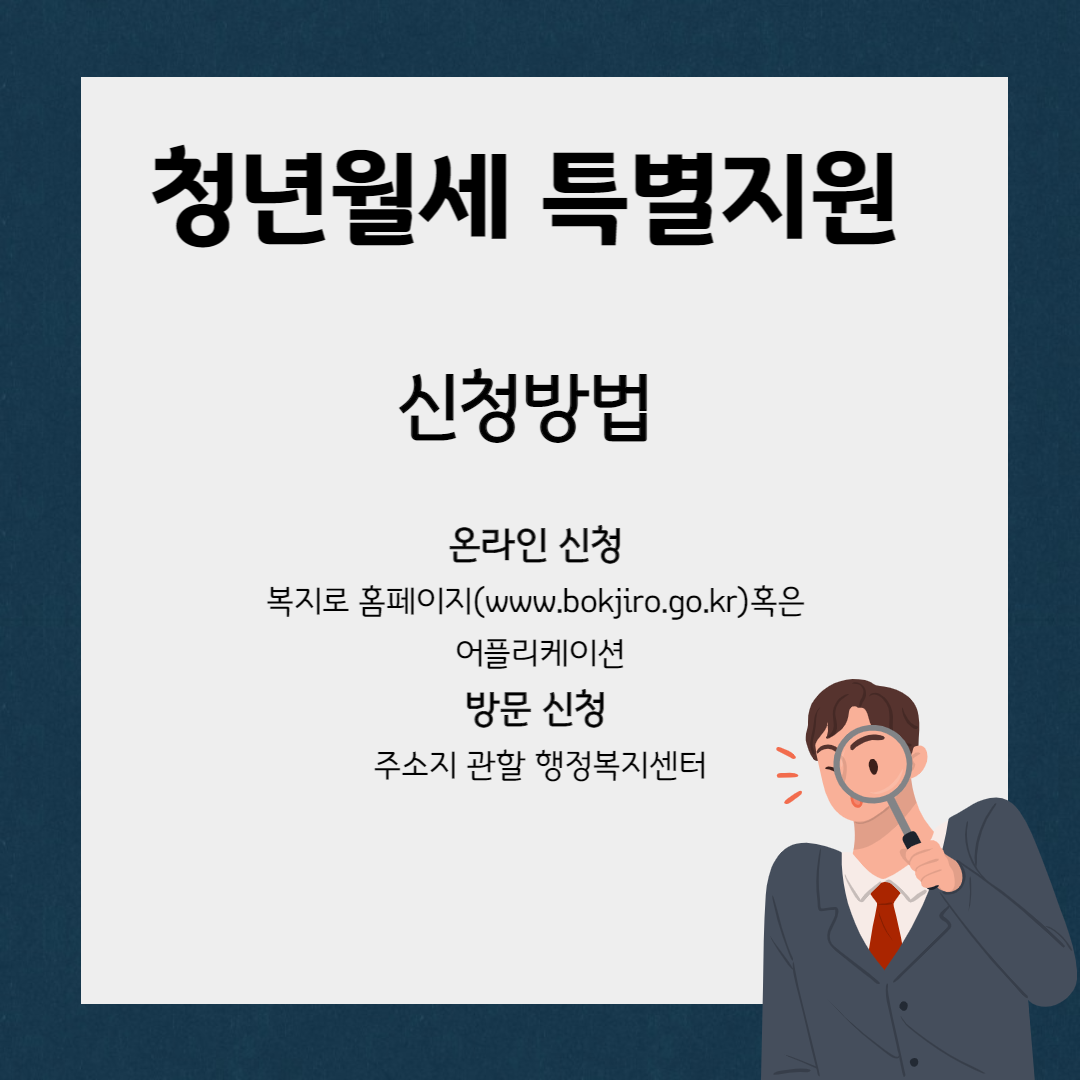 청년월세 특별지원
신청방법
온라인 신청
복지로 홈페이지(www.bokjiro.go.kr)혹은
어플리케이션
방문 신청
주소지 관할 행정복지센터